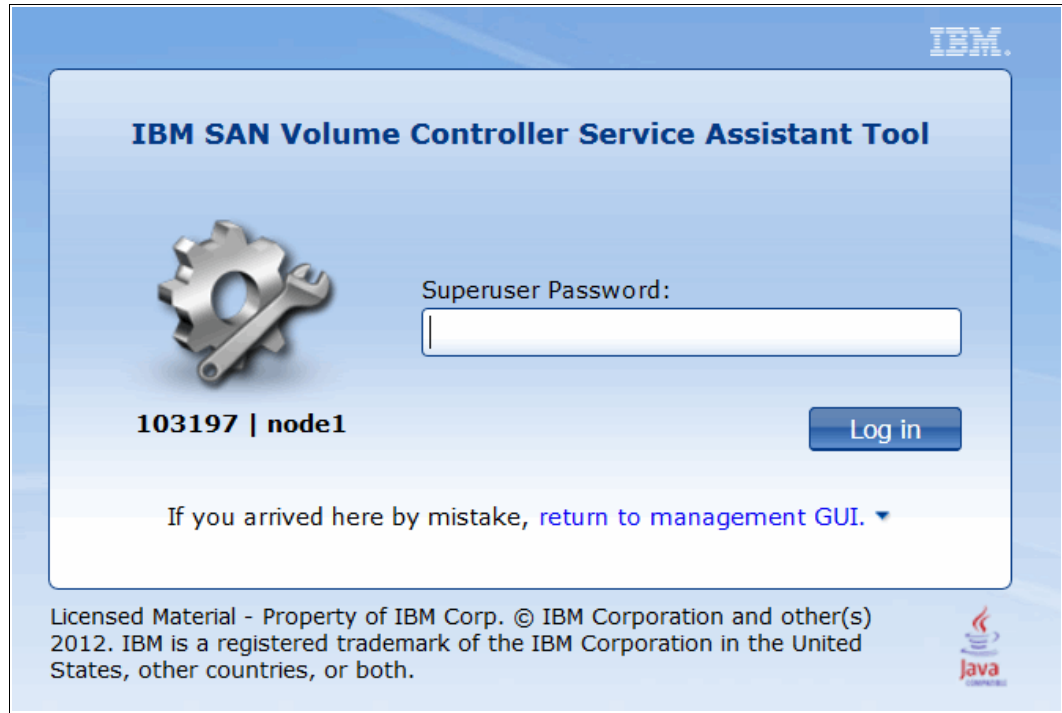 IBM.
IBM SAN Volume Controller Service Assistant Tool
Superuser Password:
103197 | node1
Log in
If you arrived here by mistake, return to management GUI.
Licensed Material - Property of IBM Corp. © IBM Corporation and other(s)
2012. IBM is a registered trademark of the IBM Corporation in the United
States, other countries, or both.
Java
COMPATIBLE